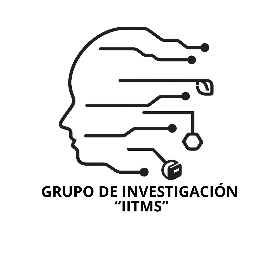 GRUPO DE INVESTIGACIÓN
“IITMS”